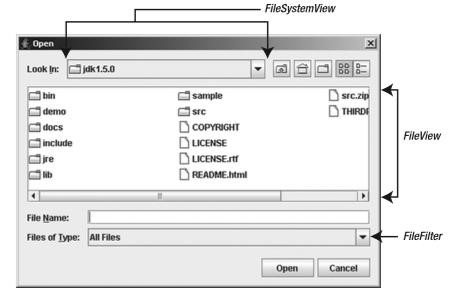 FileSystemView
Open
Look In: jdk1.5.0
bin sample src.zip
demo src THIRDP
docs COPYRIGHT
include LICENSE
jre LICENSE.rtf
lib README.html
FileView
File Name:
Files of Type: All Files
FileFilter
Open Cancel